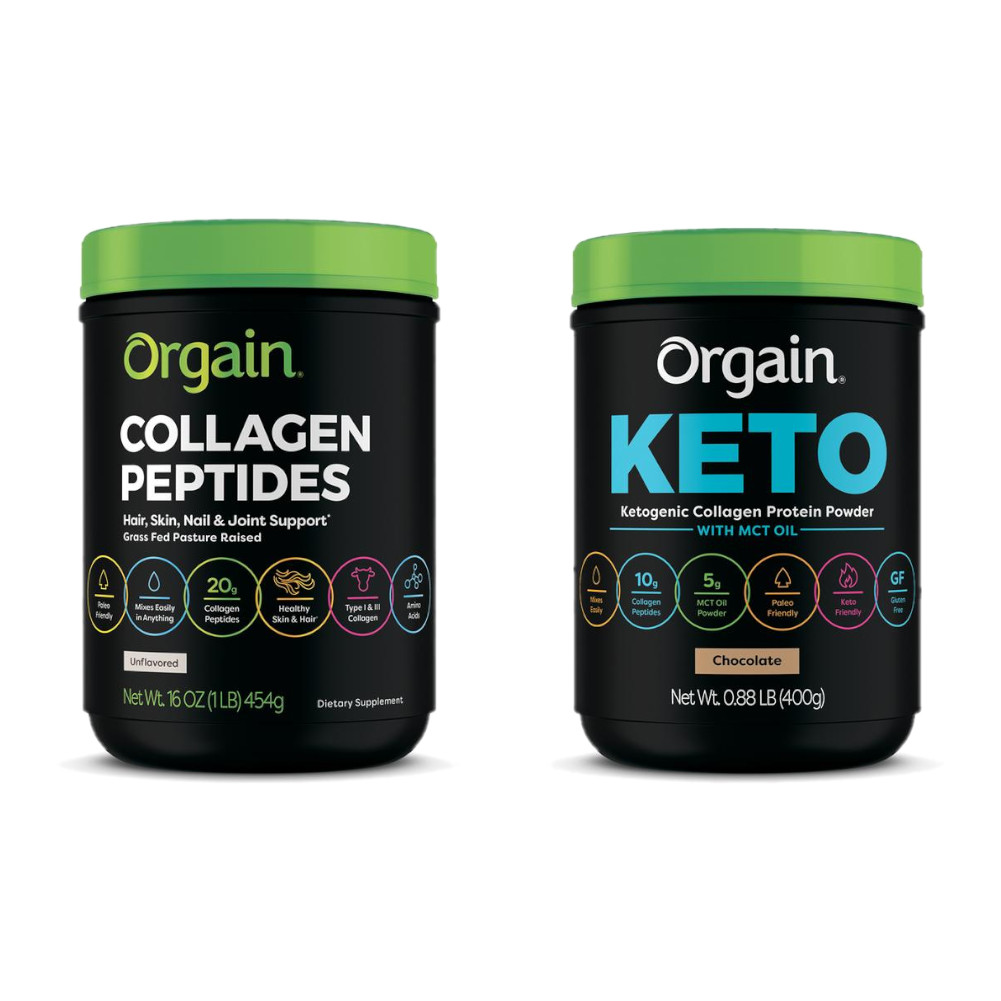 Orgain®
COLLAGEN
PEPTIDES
Hair, Skin, Nail & Joint Support*
Grass Fed Pasture Raised
Paleo
Friendly
Mixes Easily
in Anything
20g
Collagen
Peptides
Healthy
Skin & Hair*
Type I & III
Collagen
Amino
Acids
Unflavored
Net Wt. 16 OZ (1 LB) 454g
Dietary Supplement
Orgain®
KETO
Ketogenic Collagen Protein Powder
WITH MCT OIL
Mixes
Easily
10g
Collagen
Peptides
5g
MCT Oil
Powder
Paleo
Friendly
Keto
Friendly
GF
Gluten
Free
Chocolate
Net Wt. 0.88 LB (400g)